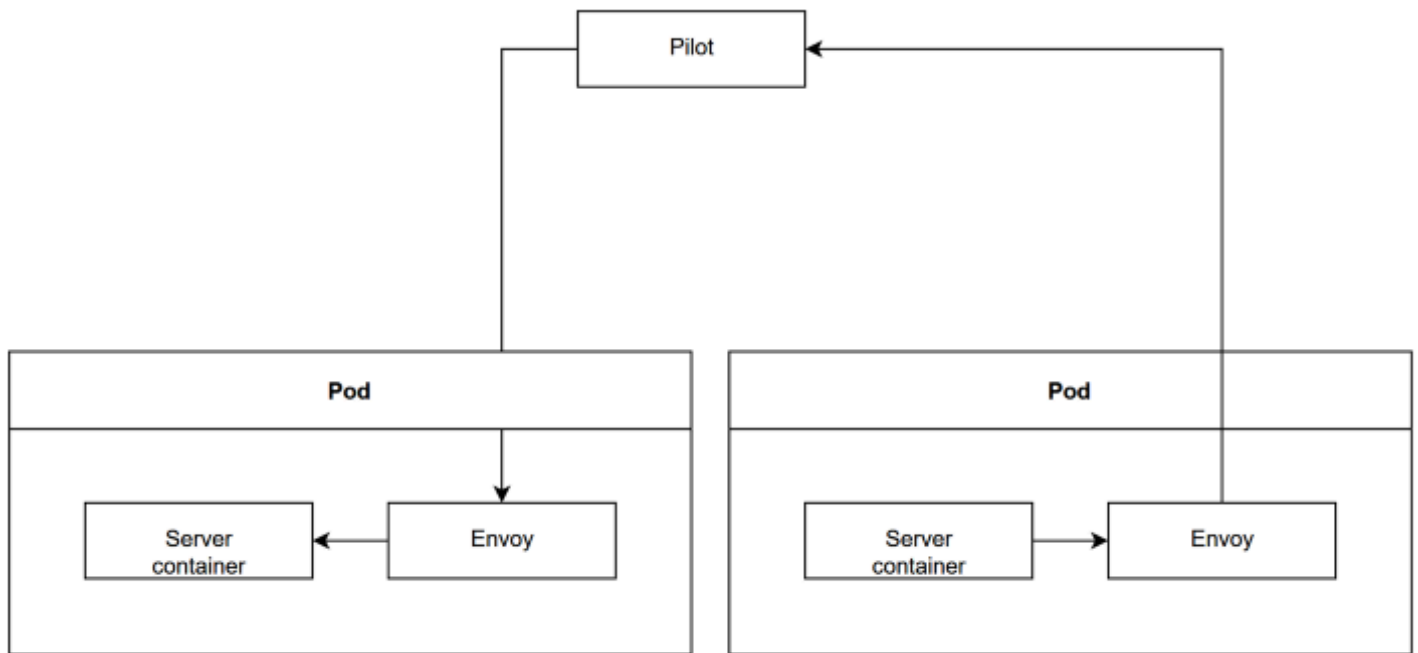 Pilot
Pod
Pod
Server
container
Envoy
Server
container
Envoy